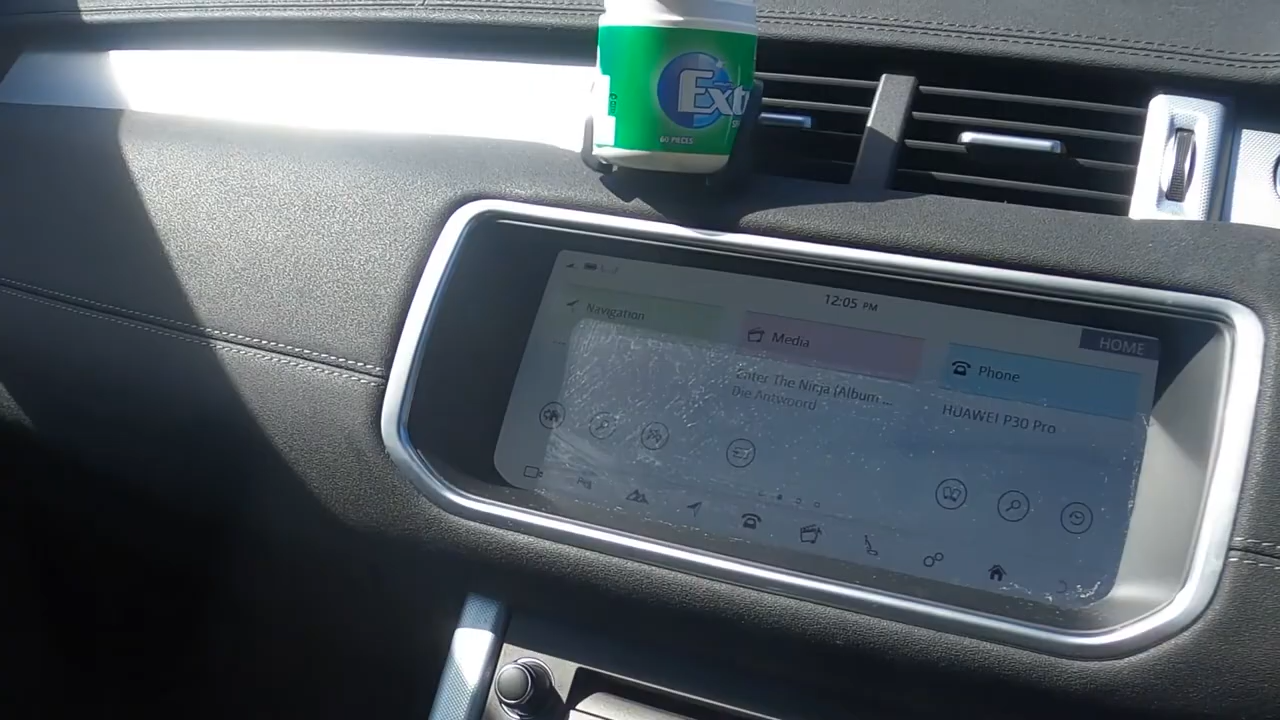 Ext
60 PIECES
12:05 PM
HOME
Navigation
Media
Phone
Enter The Ninja (Album ...
Die Antwoord
HUAWEI P30 Pro